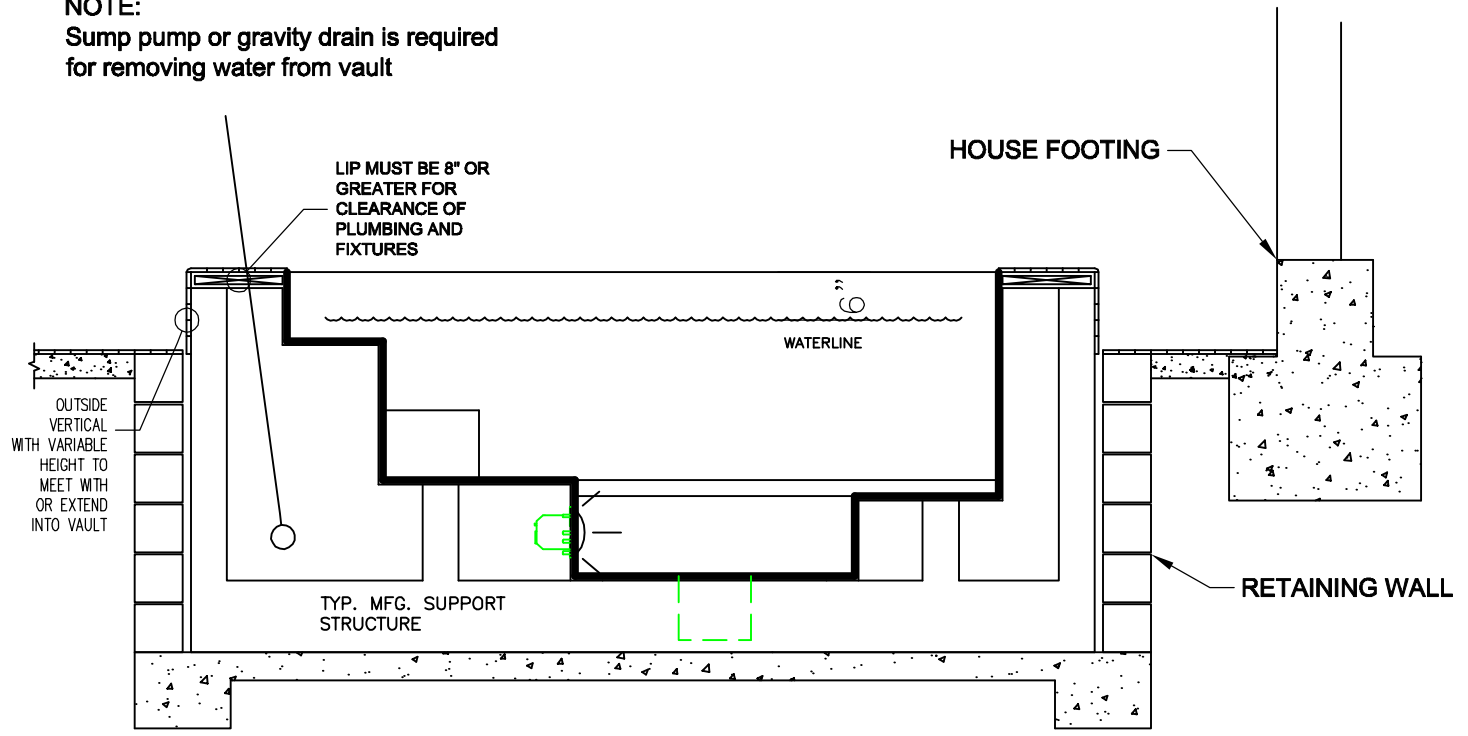 NOTE:
Sump pump or gravity drain is required
for removing water from vault
LIP MUST BE 8" OR
GREATER FOR
CLEARANCE OF
PLUMBING AND
FIXTURES
HOUSE FOOTING
6"
WATERLINE
OUTSIDE
VERTICAL
WITH VARIABLE
HEIGHT TO
MEET WITH
OR EXTEND
INTO VAULT
TYP. MFG. SUPPORT
STRUCTURE
RETAINING WALL